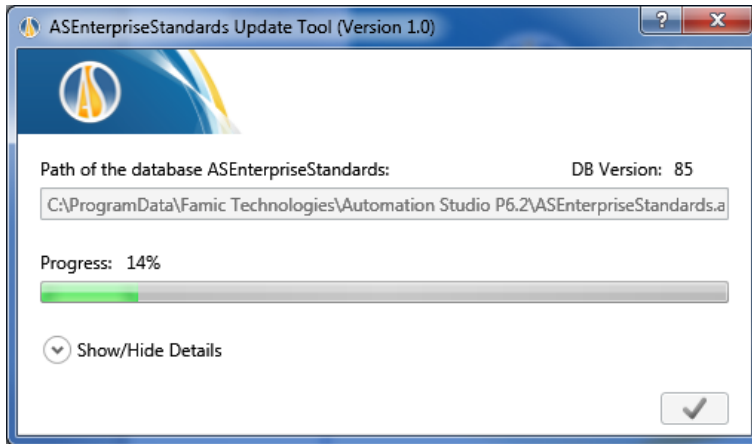 ASEnterpriseStandards Update Tool (Version 1.0)
Path of the database ASEnterpriseStandards: DB Version: 85
C:\ProgramData\Famic Technologies\Automation Studio P6.2\ASEnterpriseStandards.a
Progress: 14%
Show/Hide Details